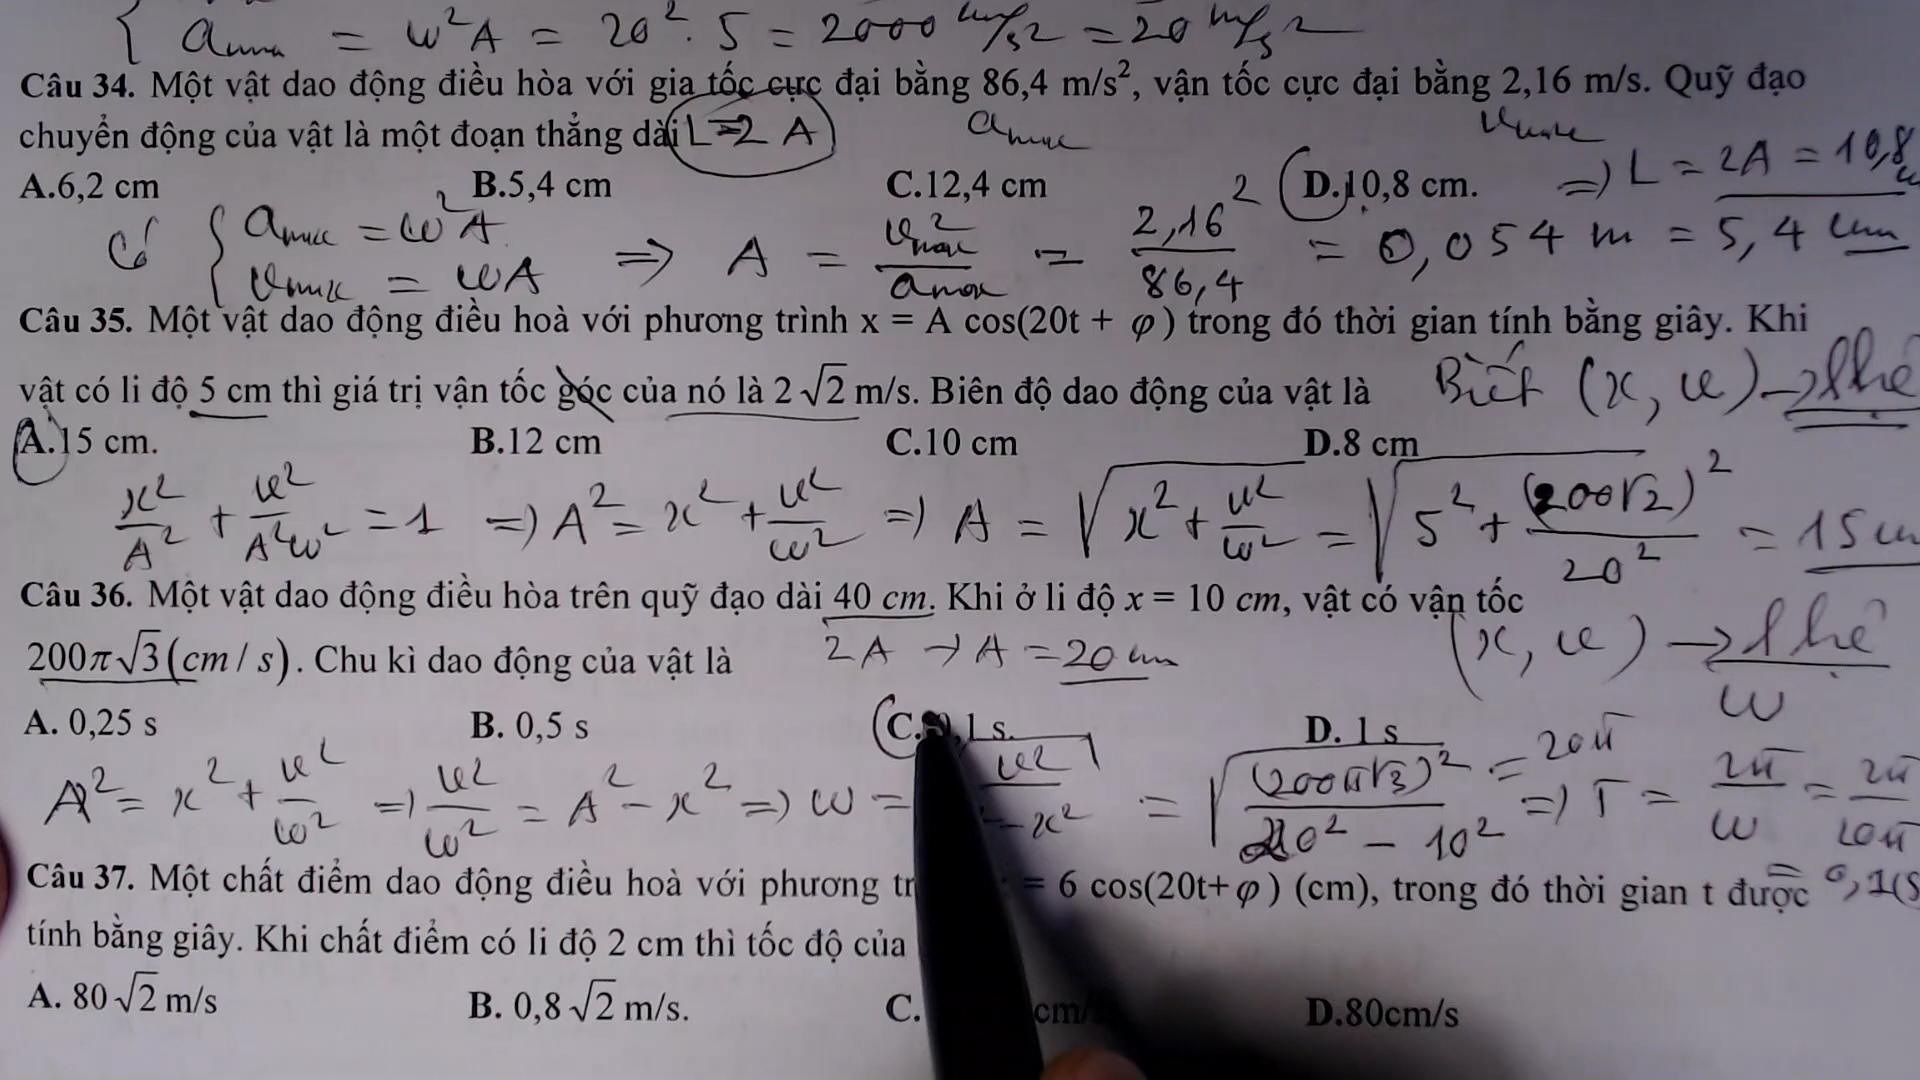 amax = ω²A = 20² · 5 = 2000 cm/s² = 20 m/s²
Câu 34. Một vật dao động điều hòa với gia tốc cực đại bằng 86,4 m/s², vận tốc cực đại bằng 2,16 m/s. Quỹ đạo
chuyển động của vật là một đoạn thẳng dài L = 2A amax vmax
A.6,2 cm B.5,4 cm C.12,4 cm D.10,8 cm. => L = 2A = 10,8
Có { amax = ω²A vmax = ωA => A = v²max / amax = 2,16² / 86,4 = 0,054 m = 5,4 cm
Câu 35. Một vật dao động điều hoà với phương trình x = A cos(20t + φ) trong đó thời gian tính bằng giây. Khi
vật có li độ 5 cm thì giá trị vận tốc góc của nó là 2√2 m/s. Biên độ dao động của vật là Biết (x, v) →
A.15 cm. B.12 cm C.10 cm D.8 cm
x²/A² + v²/A²ω² = 1 => A² = x² + v²/ω² => A = √(x² + v²/ω²) = √(5² + (200√2)²/20²) = 15 cm
Câu 36. Một vật dao động điều hòa trên quỹ đạo dài 40 cm. Khi ở li độ x = 10 cm, vật có vận tốc
200π√3(cm/s). Chu kì dao động của vật là 2A → A = 20 cm (x, v) → ω
A. 0,25 s B. 0,5 s C. ,1 s. D. 1 s
A² = x² + v²/ω² => v²/ω² = A² - x² => ω = v² - x² = √((200π√3)²/(20² - 10²)) = 20π => T = 2π/ω = 2π/20π = 0,1(s
Câu 37. Một chất điểm dao động điều hoà với phương = 6 cos(20t+φ) (cm), trong đó thời gian t được
tính bằng giây. Khi chất điểm có li độ 2 cm thì tốc độ của
A. 80√2 m/s B. 0,8√2 m/s. C. cm/ D.80cm/s